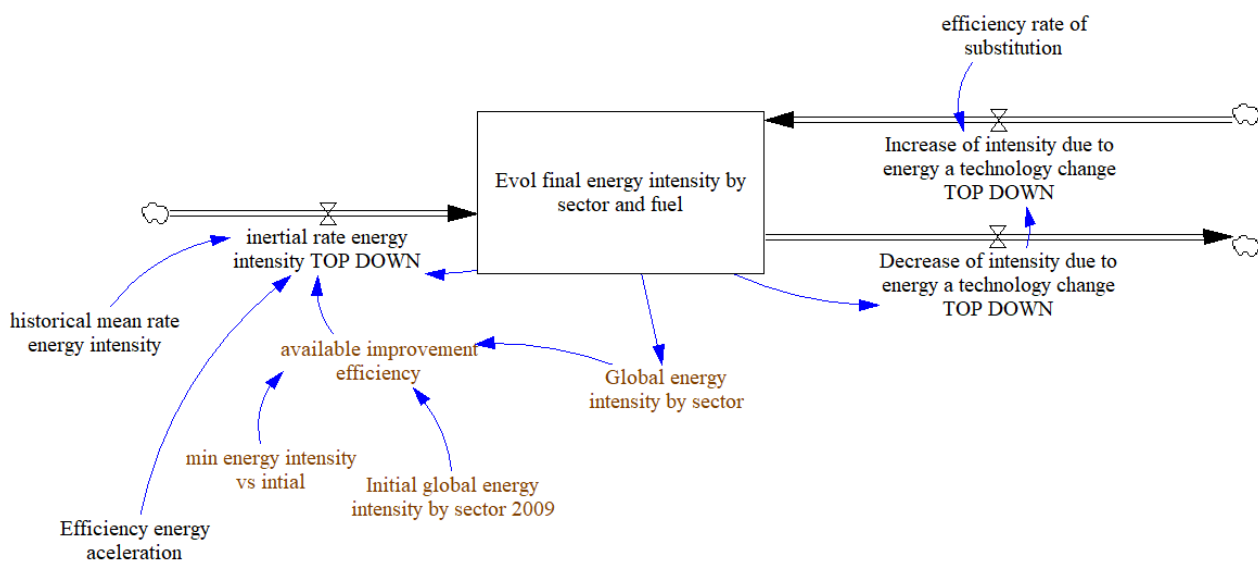 efficiency rate of
substitution
Increase of intensity due to
energy a technology change
TOP DOWN
Evol final energy intensity by
sector and fuel
inertial rate energy
intensity TOP DOWN
Decrease of intensity due to
energy a technology change
TOP DOWN
historical mean rate
energy intensity
available improvement
efficiency
Global energy
intensity by sector
min energy intensity
vs intial
Initial global energy
intensity by sector 2009
Efficiency energy
aceleration